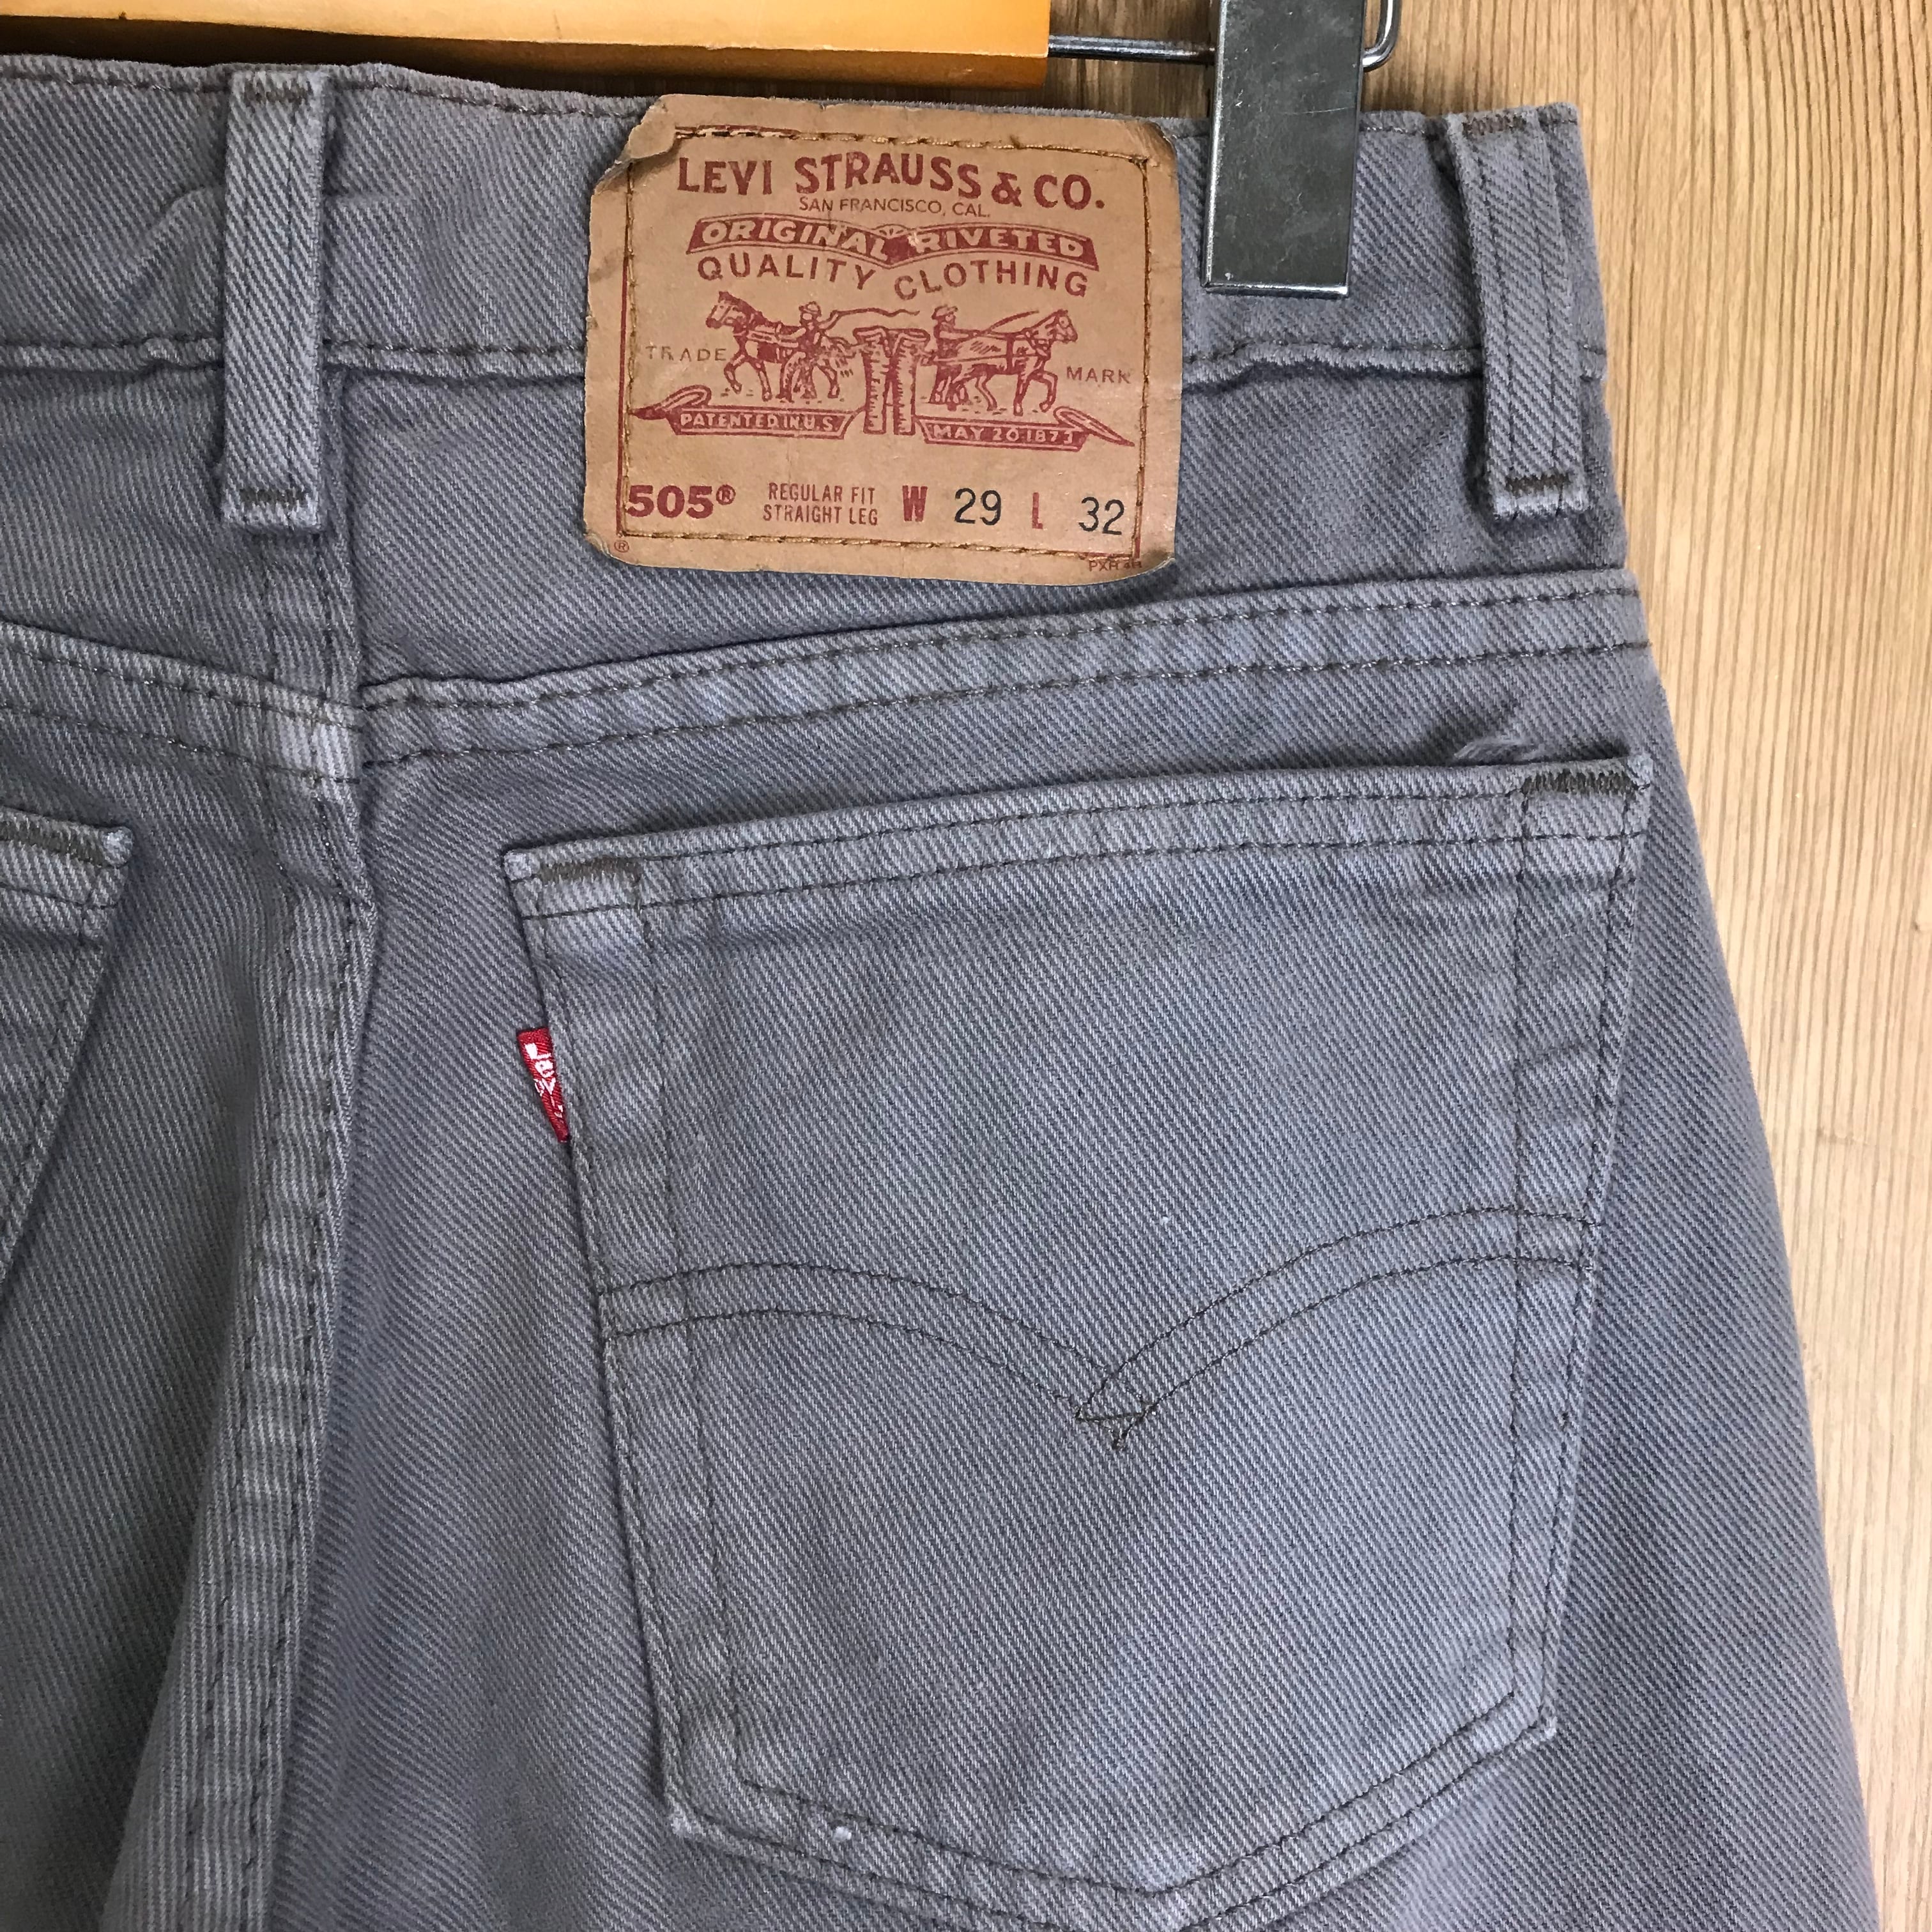 LEVI STRAUSS & CO.
SAN FRANCISCO, CAL.
ORIGINAL RIVETED
QUALITY CLOTHING
TRADE MARK
PATENTED IN U.S. MAY 20 1873
505® REGULAR FIT STRAIGHT LEG W 29 L 32
®
LEVI'S